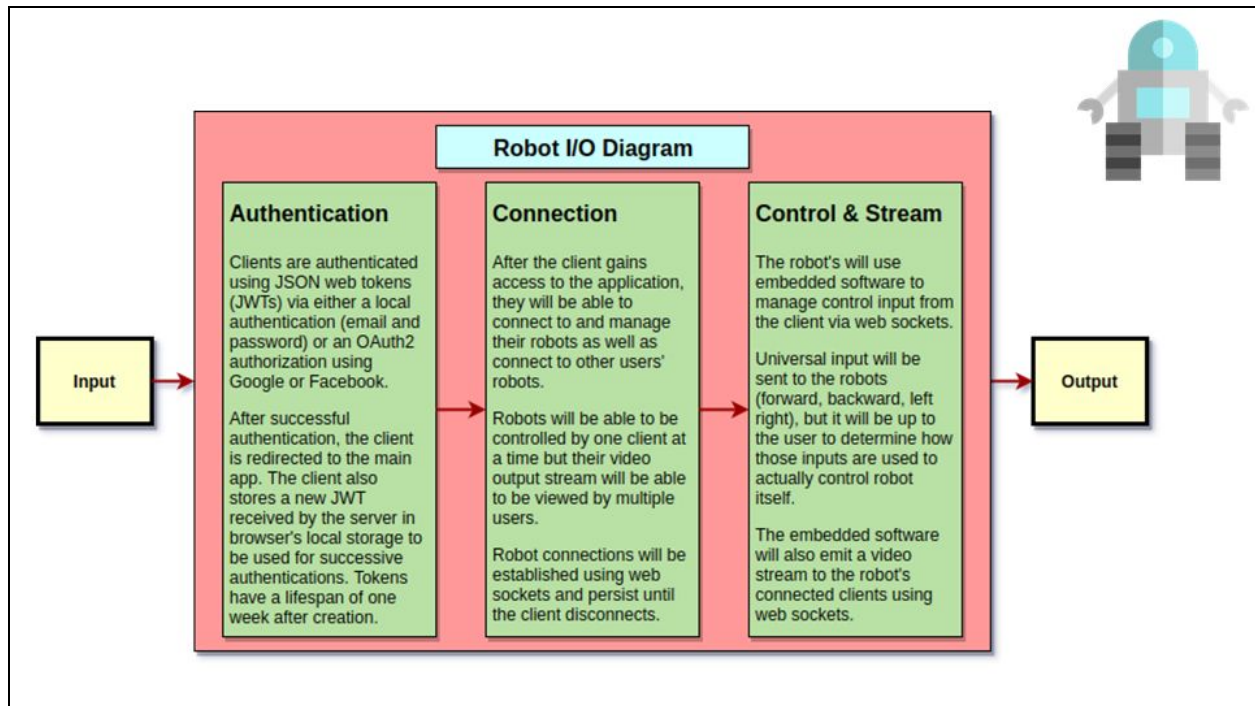 Robot I/O Diagram
Input
Authentication
Clients are authenticated
using JSON web tokens
(JWTs) via either a local
authentication (email and
password) or an OAuth2
authorization using
Google or Facebook.
After successful
authentication, the client
is redirected to the main
app. The client also
stores a new JWT
received by the server in
browser's local storage to
be used for successive
authentications. Tokens
have a lifespan of one
week after creation.
Connection
After the client gains
access to the application,
they will be able to
connect to and manage
their robots as well as
connect to other users'
robots.
Robots will be able to be
controlled by one client at
a time but their video
output stream will be able
to be viewed by multiple
users.
Robot connections will be
established using web
sockets and persist until
the client disconnects.
Control & Stream
The robot's will use
embedded software to
manage control input from
the client via web sockets.
Universal input will be
sent to the robots
(forward, backward, left
right), but it will be up to
the user to determine how
those inputs are used to
actually control robot
itself.
The embedded software
will also emit a video
stream to the robot's
connected clients using
web sockets.
Output